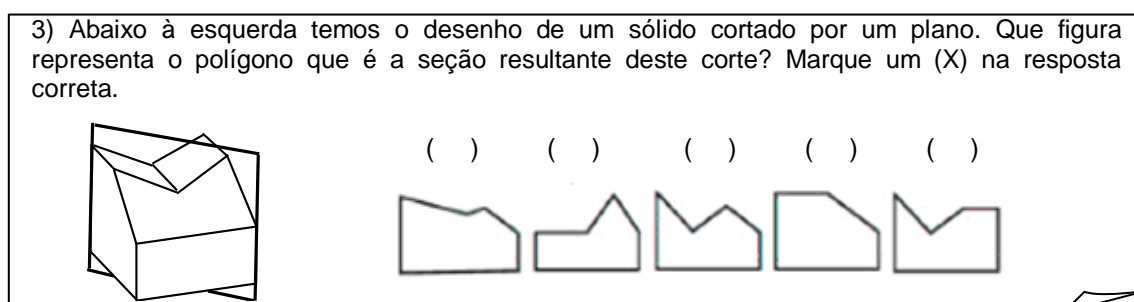 3) Abaixo à esquerda temos o desenho de um sólido cortado por um plano. Que figura
representa o polígono que é a seção resultante deste corte? Marque um (X) na resposta
correta.
( ) ( ) ( ) ( ) ( )